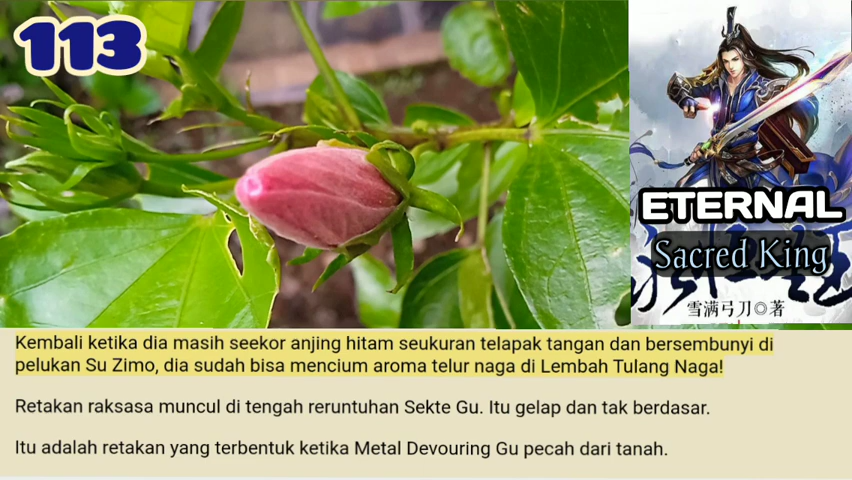 113
ETERNAL
Sacred King
雪满弓刀◎著
Kembali ketika dia masih seekor anjing hitam seukuran telapak tangan dan bersembunyi di
pelukan Su Zimo, dia sudah bisa mencium aroma telur naga di Lembah Tulang Naga!
Retakan raksasa muncul di tengah reruntuhan Sekte Gu. Itu gelap dan tak berdasar.
Itu adalah retakan yang terbentuk ketika Metal Devouring Gu pecah dari tanah.